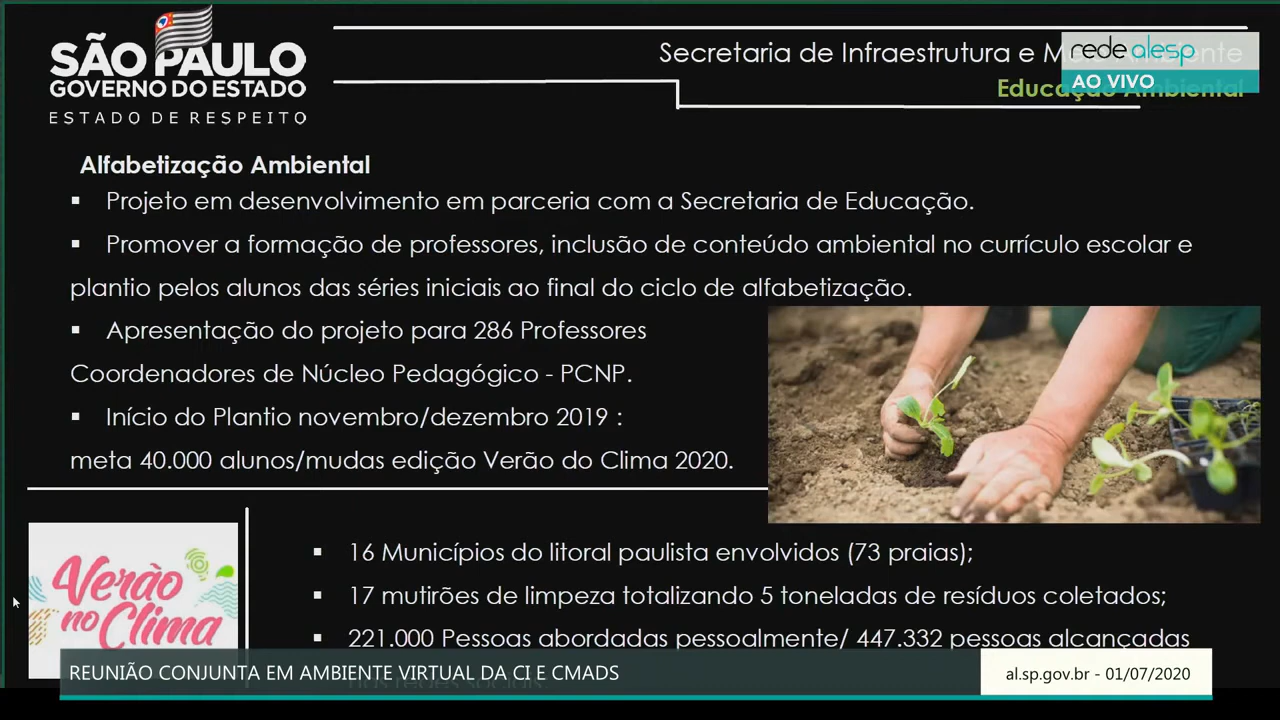 SÃO PAULO
GOVERNO DO ESTADO
ESTADO DE RESPEITO
Secretaria de Infraestrutura e Meio Ambiente
Educação Ambiental
rede alesp
AO VIVO
Alfabetização Ambiental
▪ Projeto em desenvolvimento em parceria com a Secretaria de Educação.
▪ Promover a formação de professores, inclusão de conteúdo ambiental no currículo escolar e
plantio pelos alunos das séries iniciais ao final do ciclo de alfabetização.
▪ Apresentação do projeto para 286 Professores
Coordenadores de Núcleo Pedagógico - PCNP.
▪ Início do Plantio novembro/dezembro 2019 :
meta 40.000 alunos/mudas edição Verão do Clima 2020.
Verão
no Clima
▪ 16 Municípios do litoral paulista envolvidos (73 praias);
▪ 17 mutirões de limpeza totalizando 5 toneladas de resíduos coletados;
▪ 221.000 Pessoas abordadas pessoalmente/ 447.332 pessoas alcançadas
REUNIÃO CONJUNTA EM AMBIENTE VIRTUAL DA CI E CMADS
al.sp.gov.br - 01/07/2020